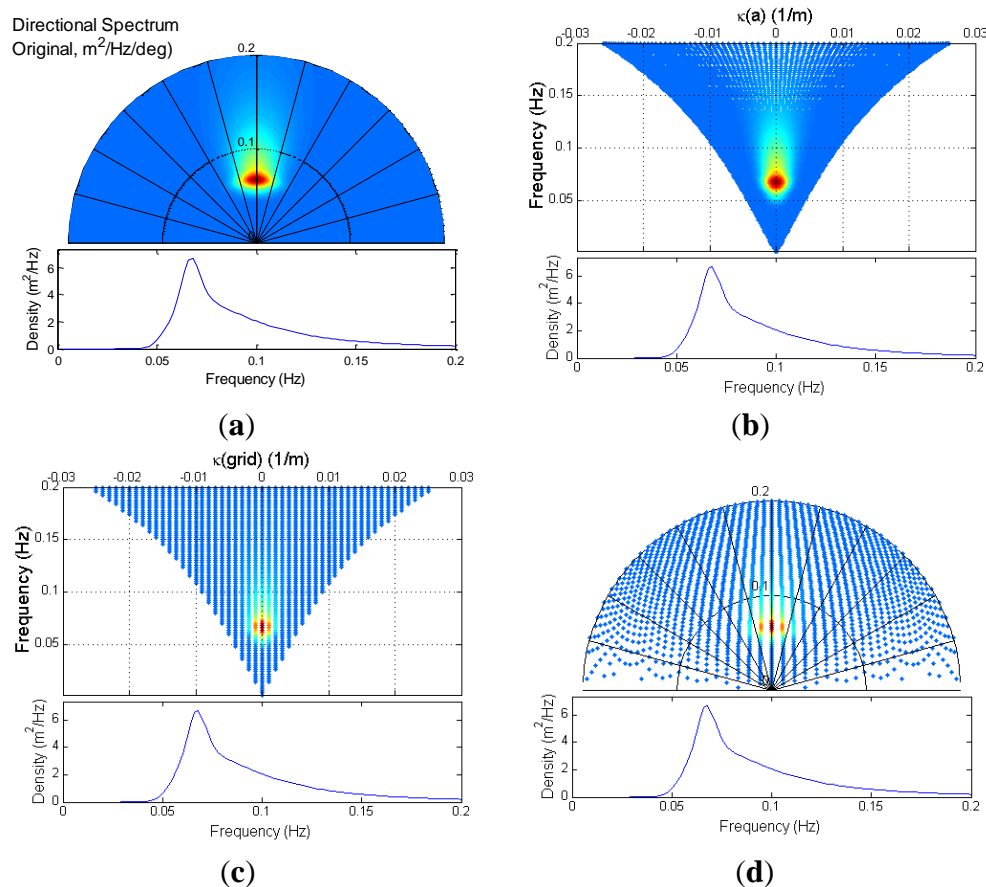 Directional Spectrum
Original, m²/Hz/deg)
0.2
0.1
0
Density (m²/Hz)
6
4
2
0
0 0.05 0.1 0.15 0.2
Frequency (Hz)
(a)
κ(a) (1/m)
-0.03 -0.02 -0.01 0 0.01 0.02 0.03
Frequency (Hz)
0.2
0.15
0.1
0.05
Density (m²/Hz)
6
4
2
0
0 0.05 0.1 0.15 0.2
Frequency (Hz)
(b)
κ(grid) (1/m)
-0.03 -0.02 -0.01 0 0.01 0.02 0.03
Frequency (Hz)
0.2
0.15
0.1
0.05
Density (m²/Hz)
6
4
2
0
0 0.05 0.1 0.15 0.2
Frequency (Hz)
(c)
0.2
0.1
0
Density (m²/Hz)
6
4
2
0
0 0.05 0.1 0.15 0.2
Frequency (Hz)
(d)